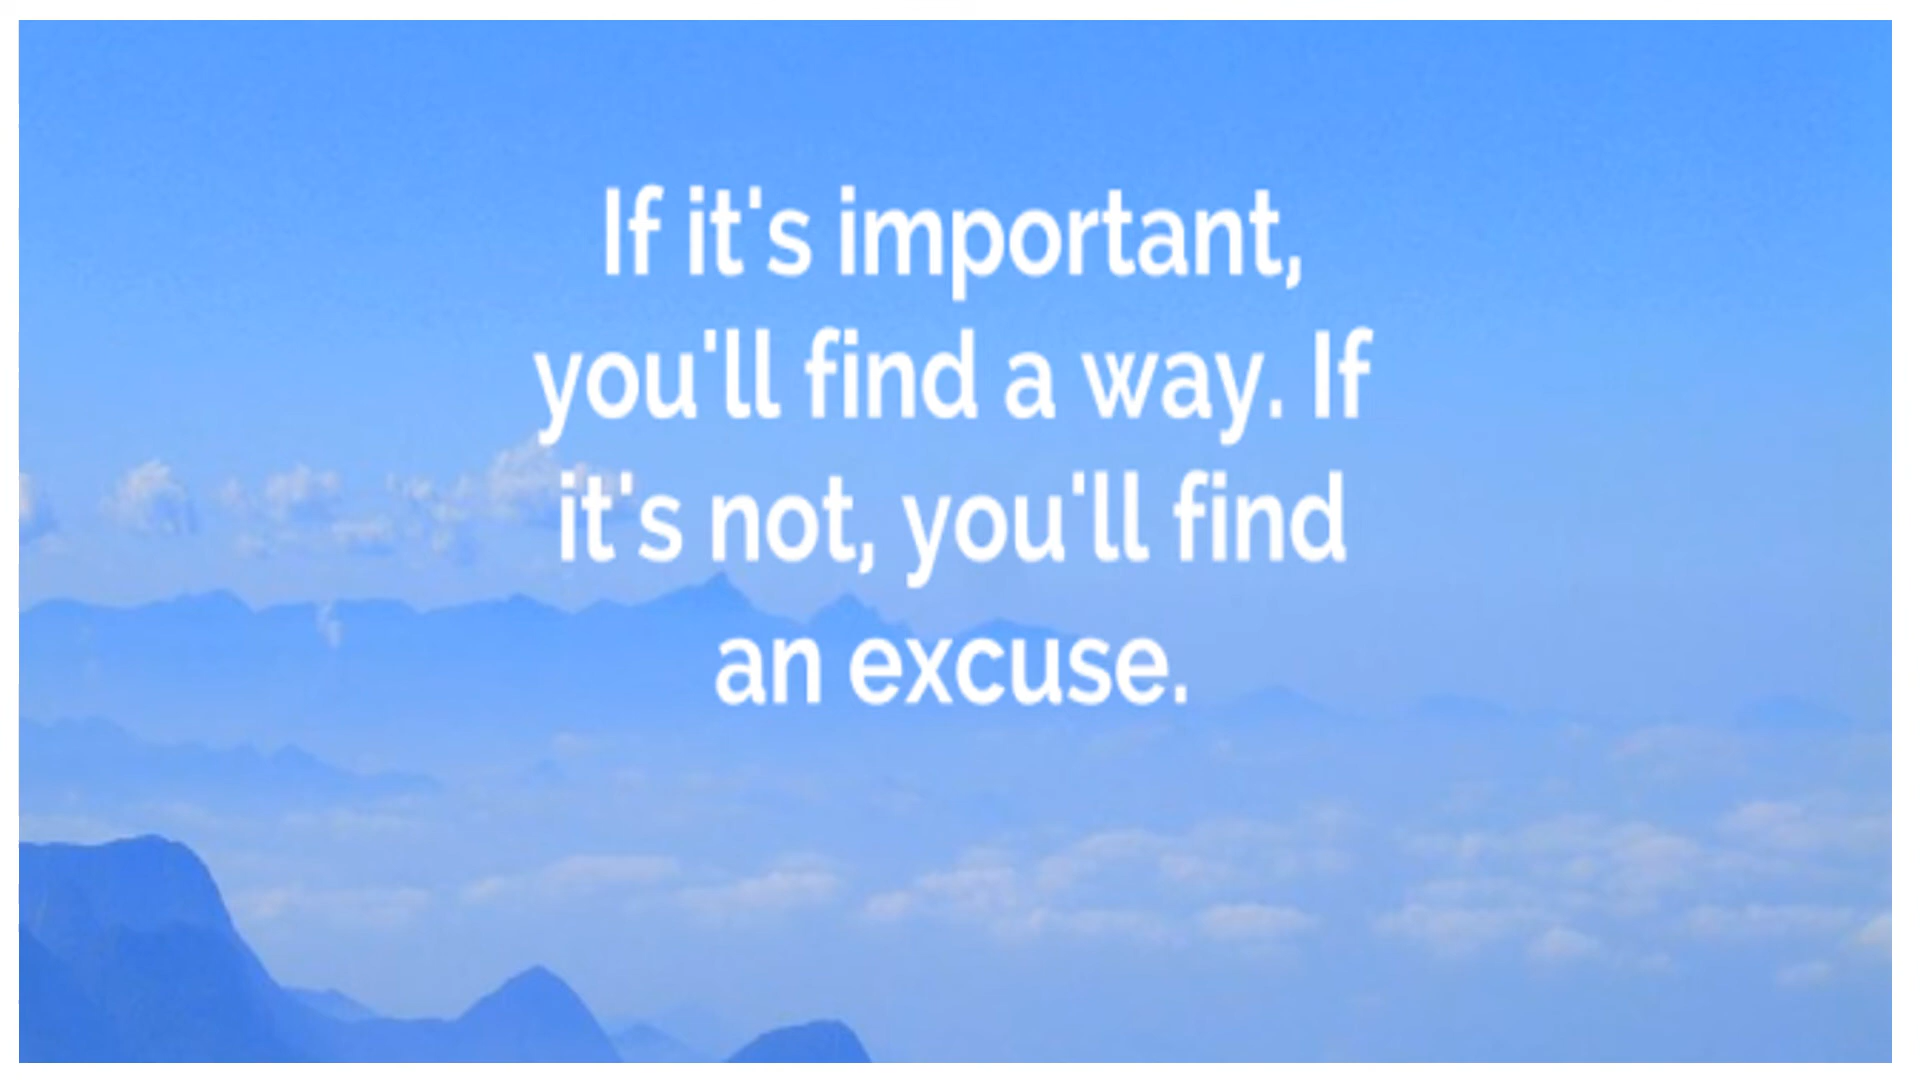 If it's important,
you'll find a way. If
it's not, you'll find
an excuse.